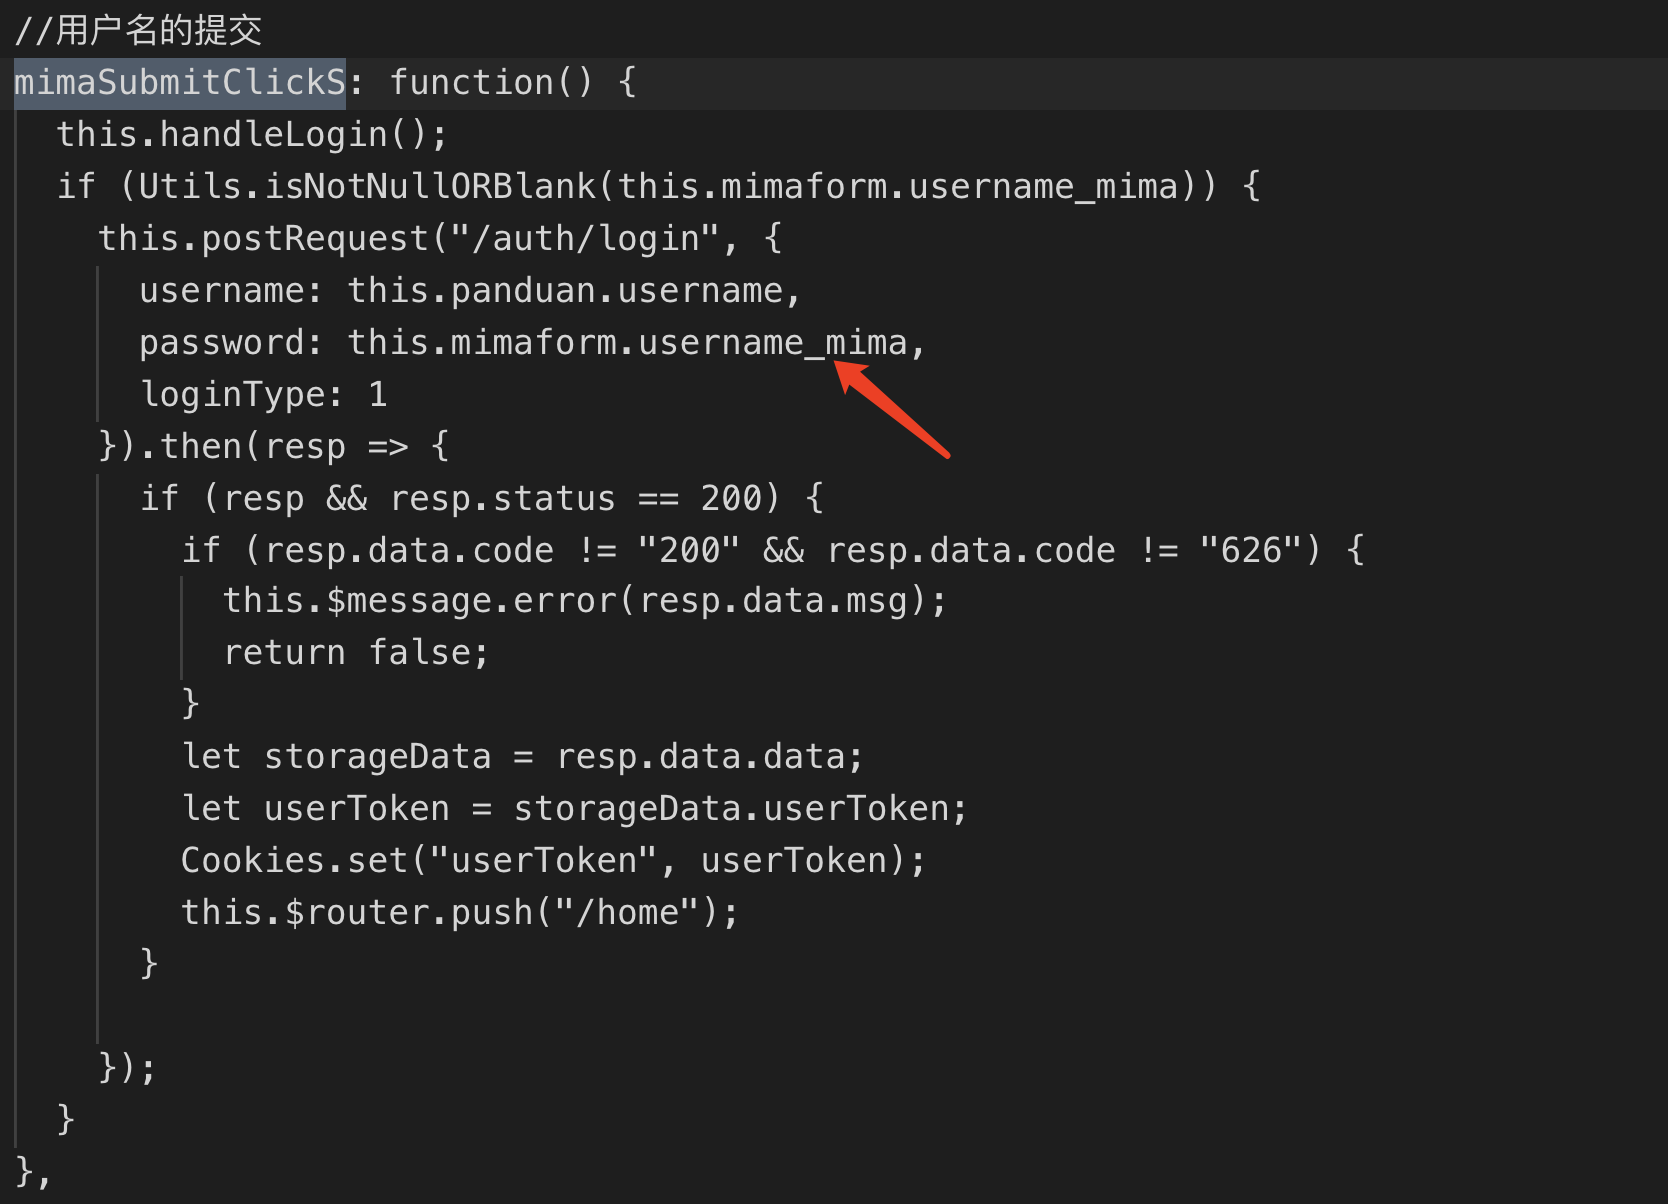 //用户名的提交
mimaSubmitClickS: function() {
  this.handleLogin();
  if (Utils.isNotNullORBlank(this.mimaform.username_mima)) {
    this.postRequest("/auth/login", {
      username: this.panduan.username,
      password: this.mimaform.username_mima,
      loginType: 1
    }).then(resp => {
      if (resp && resp.status == 200) {
        if (resp.data.code != "200" && resp.data.code != "626") {
          this.$message.error(resp.data.msg);
          return false;
        }
        let storageData = resp.data.data;
        let userToken = storageData.userToken;
        Cookies.set("userToken", userToken);
        this.$router.push("/home");
      }

    });
  }
},